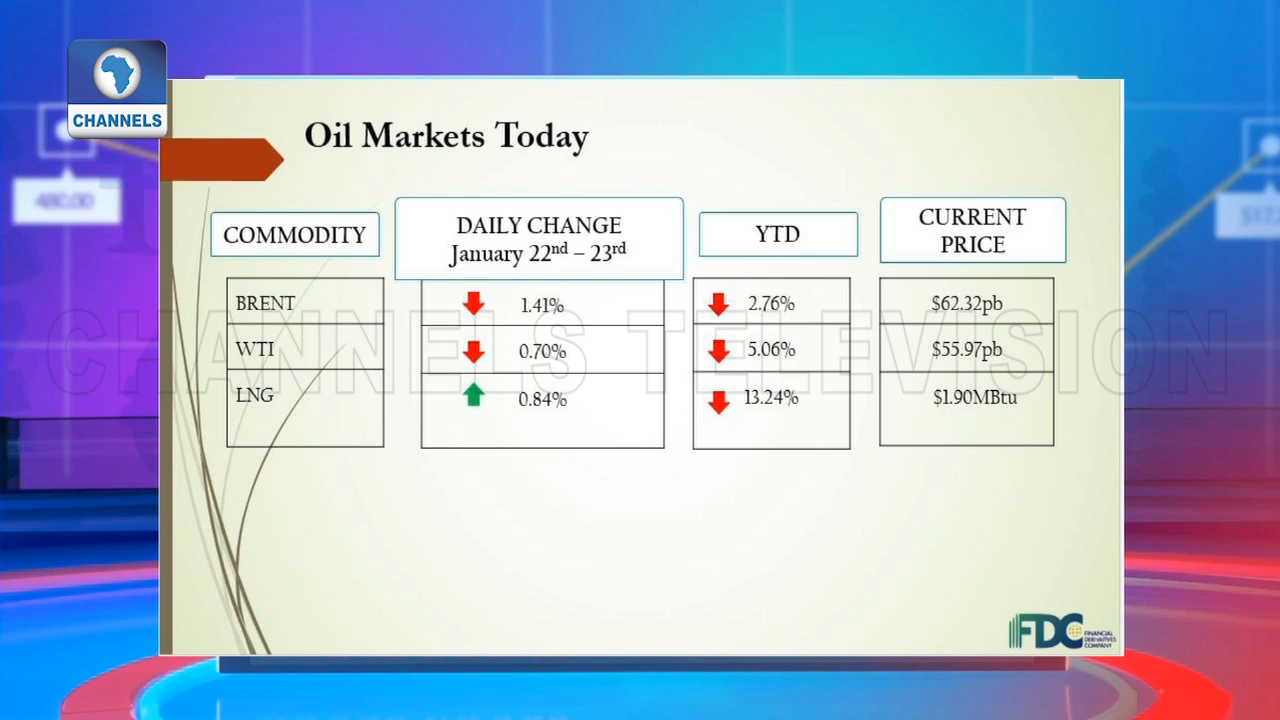 CHANNELS
Oil Markets Today
COMMODITY
DAILY CHANGE
January 22nd – 23rd
YTD
CURRENT
PRICE
BRENT 1.41% 2.76% $62.32pb
WTI 0.70% 5.06% $55.97pb
LNG 0.84% 13.24% $1.90MBtu
CHANNELS TELEVISION
480.00
FDC FINANCIAL
DERIVATIVES
COMPANY